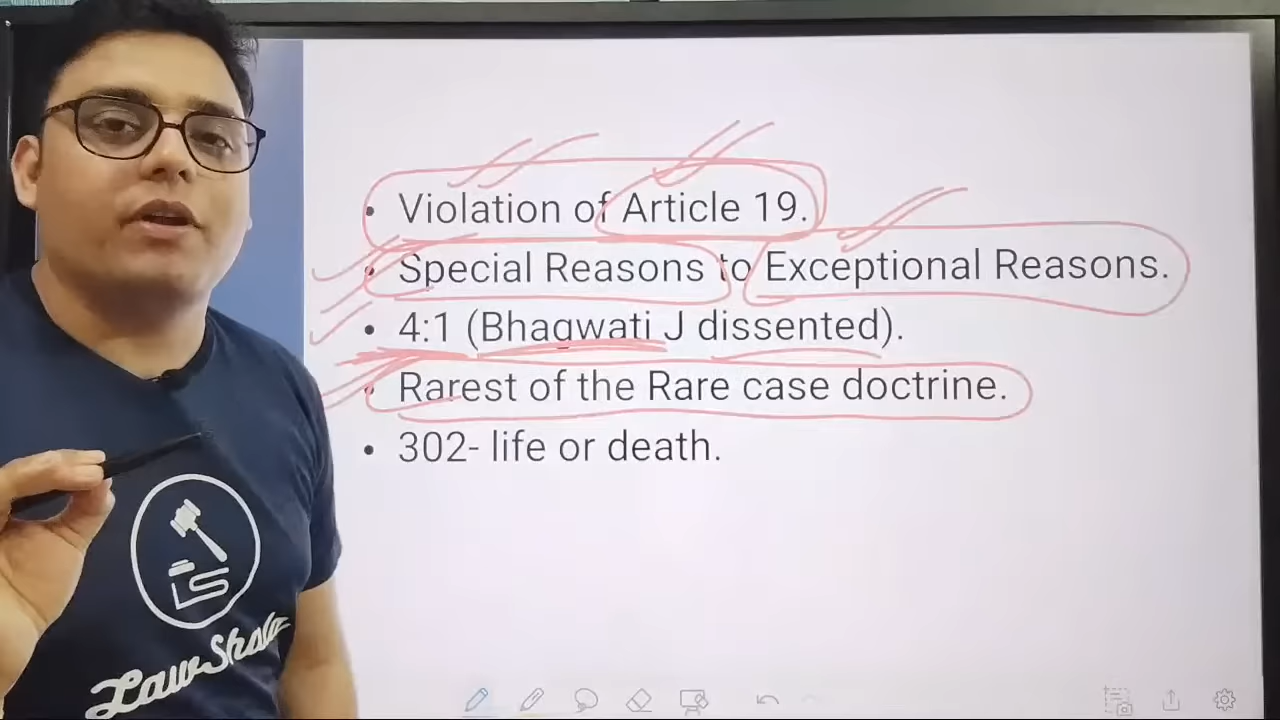 • Violation of Article 19.
• Special Reasons to Exceptional Reasons.
• 4:1 (Bhagwati J dissented).
• Rarest of the Rare case doctrine.
• 302- life or death.
LS
LawShala